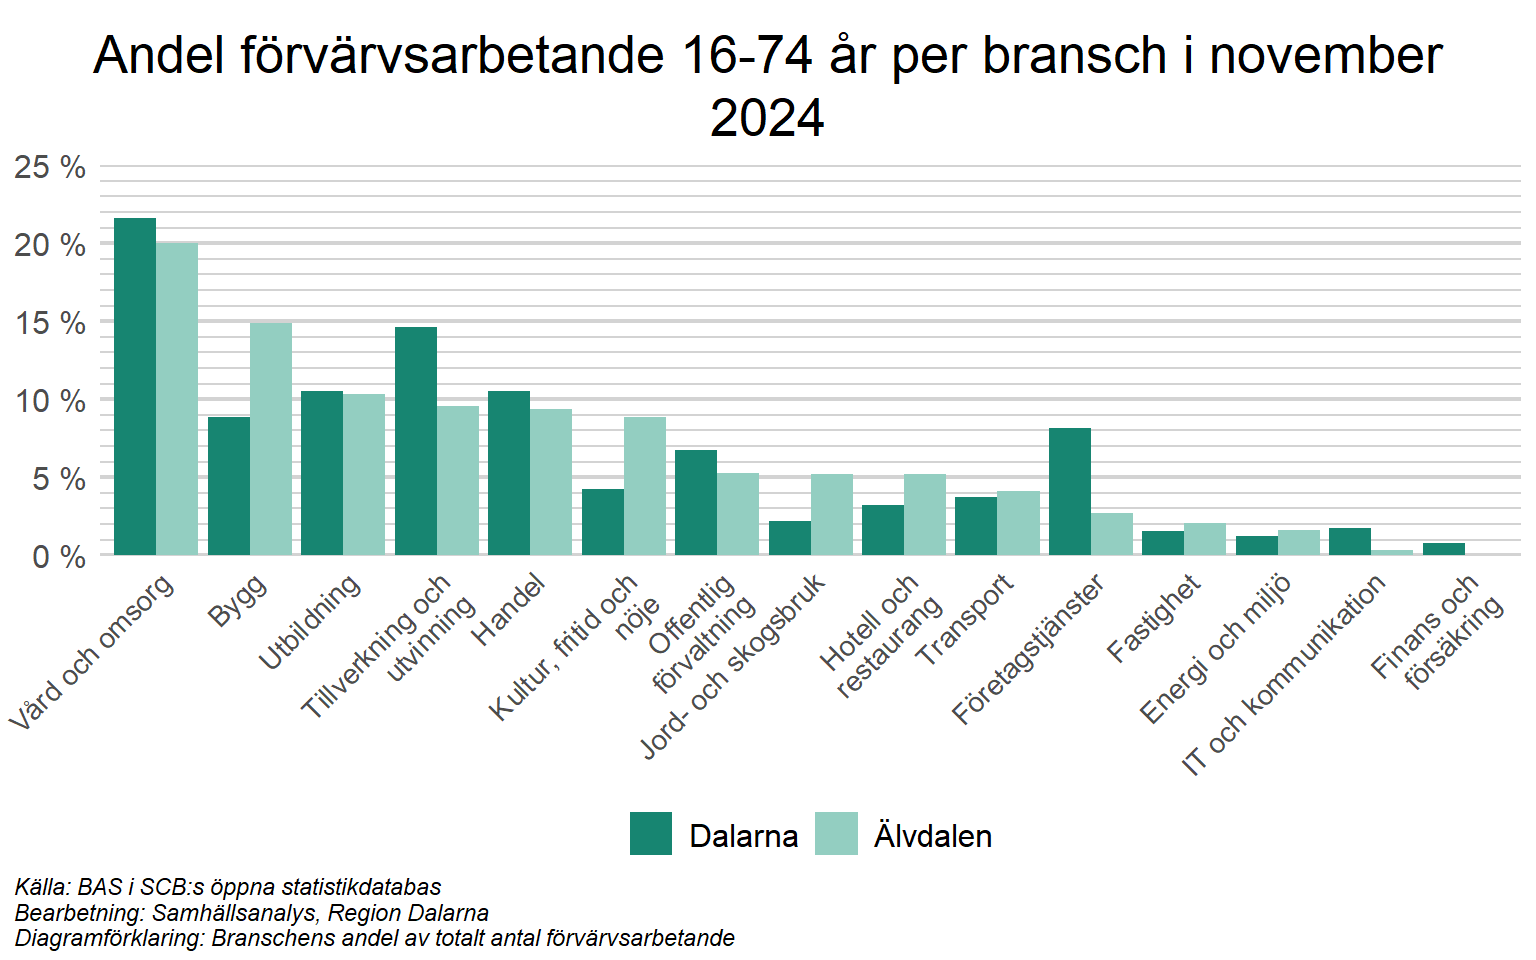 Andel förvärvsarbetande 16-74 år per bransch i november
2024
25 %
20 %
15 %
10 %
5 %
0 %
Vård och omsorg
Bygg
Utbildning
Tillverkning och
utvinning
Handel
Kultur, fritid och
nöje
Offentlig
förvaltning
Jord- och skogsbruk
Hotell och
restaurang
Transport
Företagstjänster
Fastighet
Energi och miljö
IT och kommunikation
Finans och
försäkring
Dalarna
Älvdalen
Källa: BAS i SCB:s öppna statistikdatabas
Bearbetning: Samhällsanalys, Region Dalarna
Diagramförklaring: Branschens andel av totalt antal förvärvsarbetande